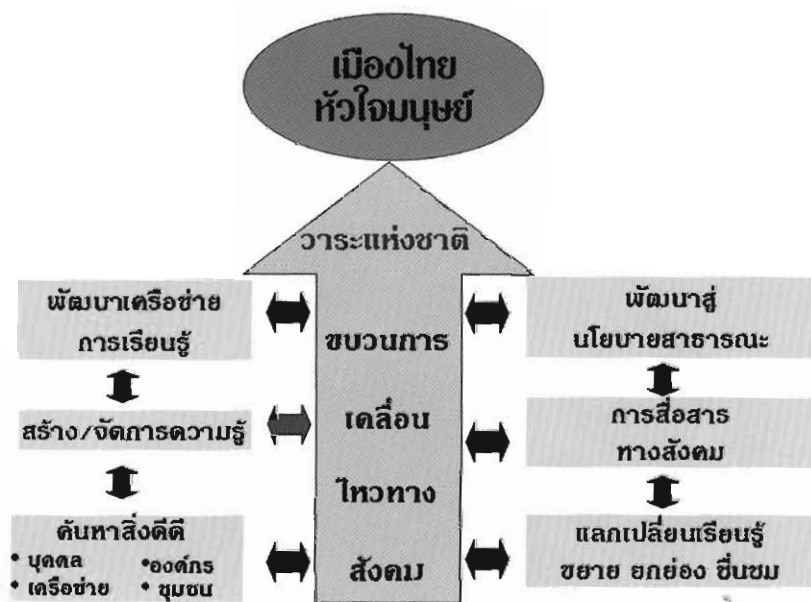 เมืองไทย
หัวใจมนุษย์
วาระแห่งชาติ
พัฒนาเครือข่าย
การเรียนรู้
สร้าง/จัดการความรู้
ค้นหาสิ่งดีดี
• บุคคล •องค์กร
• เครือข่าย • ชุมชน
ขบวนการ
เคลื่อน
ไหวทาง
สังคม
พัฒนาสู่
นโยบายสาธารณะ
การสื่อสาร
ทางสังคม
แลกเปลี่ยนเรียนรู้
ขยาย ยกย่อง ชื่นชม